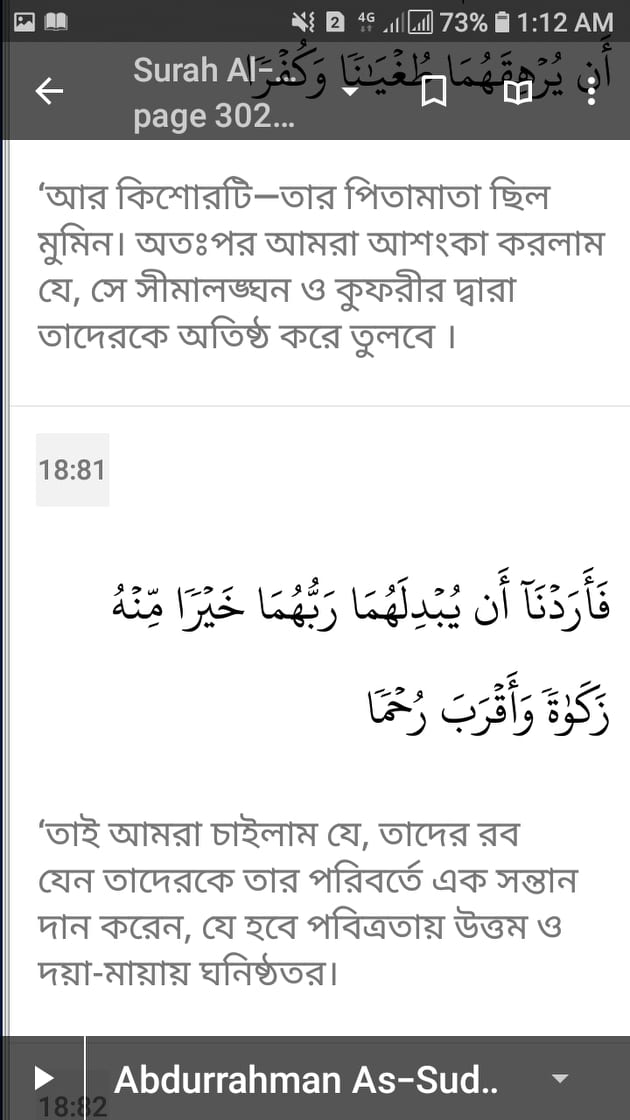 2 4G 73% 1:12 AM
Surah Al-...
page 302...
أَن يُرْهِقَهُمَا طُغْيَٰنًا وَكُفْرًا
‘আর কিশোরটি—তার পিতামাতা ছিল
মুমিন। অতঃপর আমরা আশংকা করলাম
যে, সে সীমালঙ্ঘন ও কুফরীর দ্বারা
তাদেরকে অতিষ্ঠ করে তুলবে ।
18:81
فَأَرَدْنَآ أَن يُبْدِلَهُمَا رَبُّهُمَا خَيْرًا مِّنْهُ
زَكَوٰةً وَأَقْرَبَ رُحْمًا
‘তাই আমরা চাইলাম যে, তাদের রব
যেন তাদেরকে তার পরিবর্তে এক সন্তান
দান করেন, যে হবে পবিত্রতায় উত্তম ও
দয়া-মায়ায় ঘনিষ্ঠতর।
Abdurrahman As-Sud..
18:82